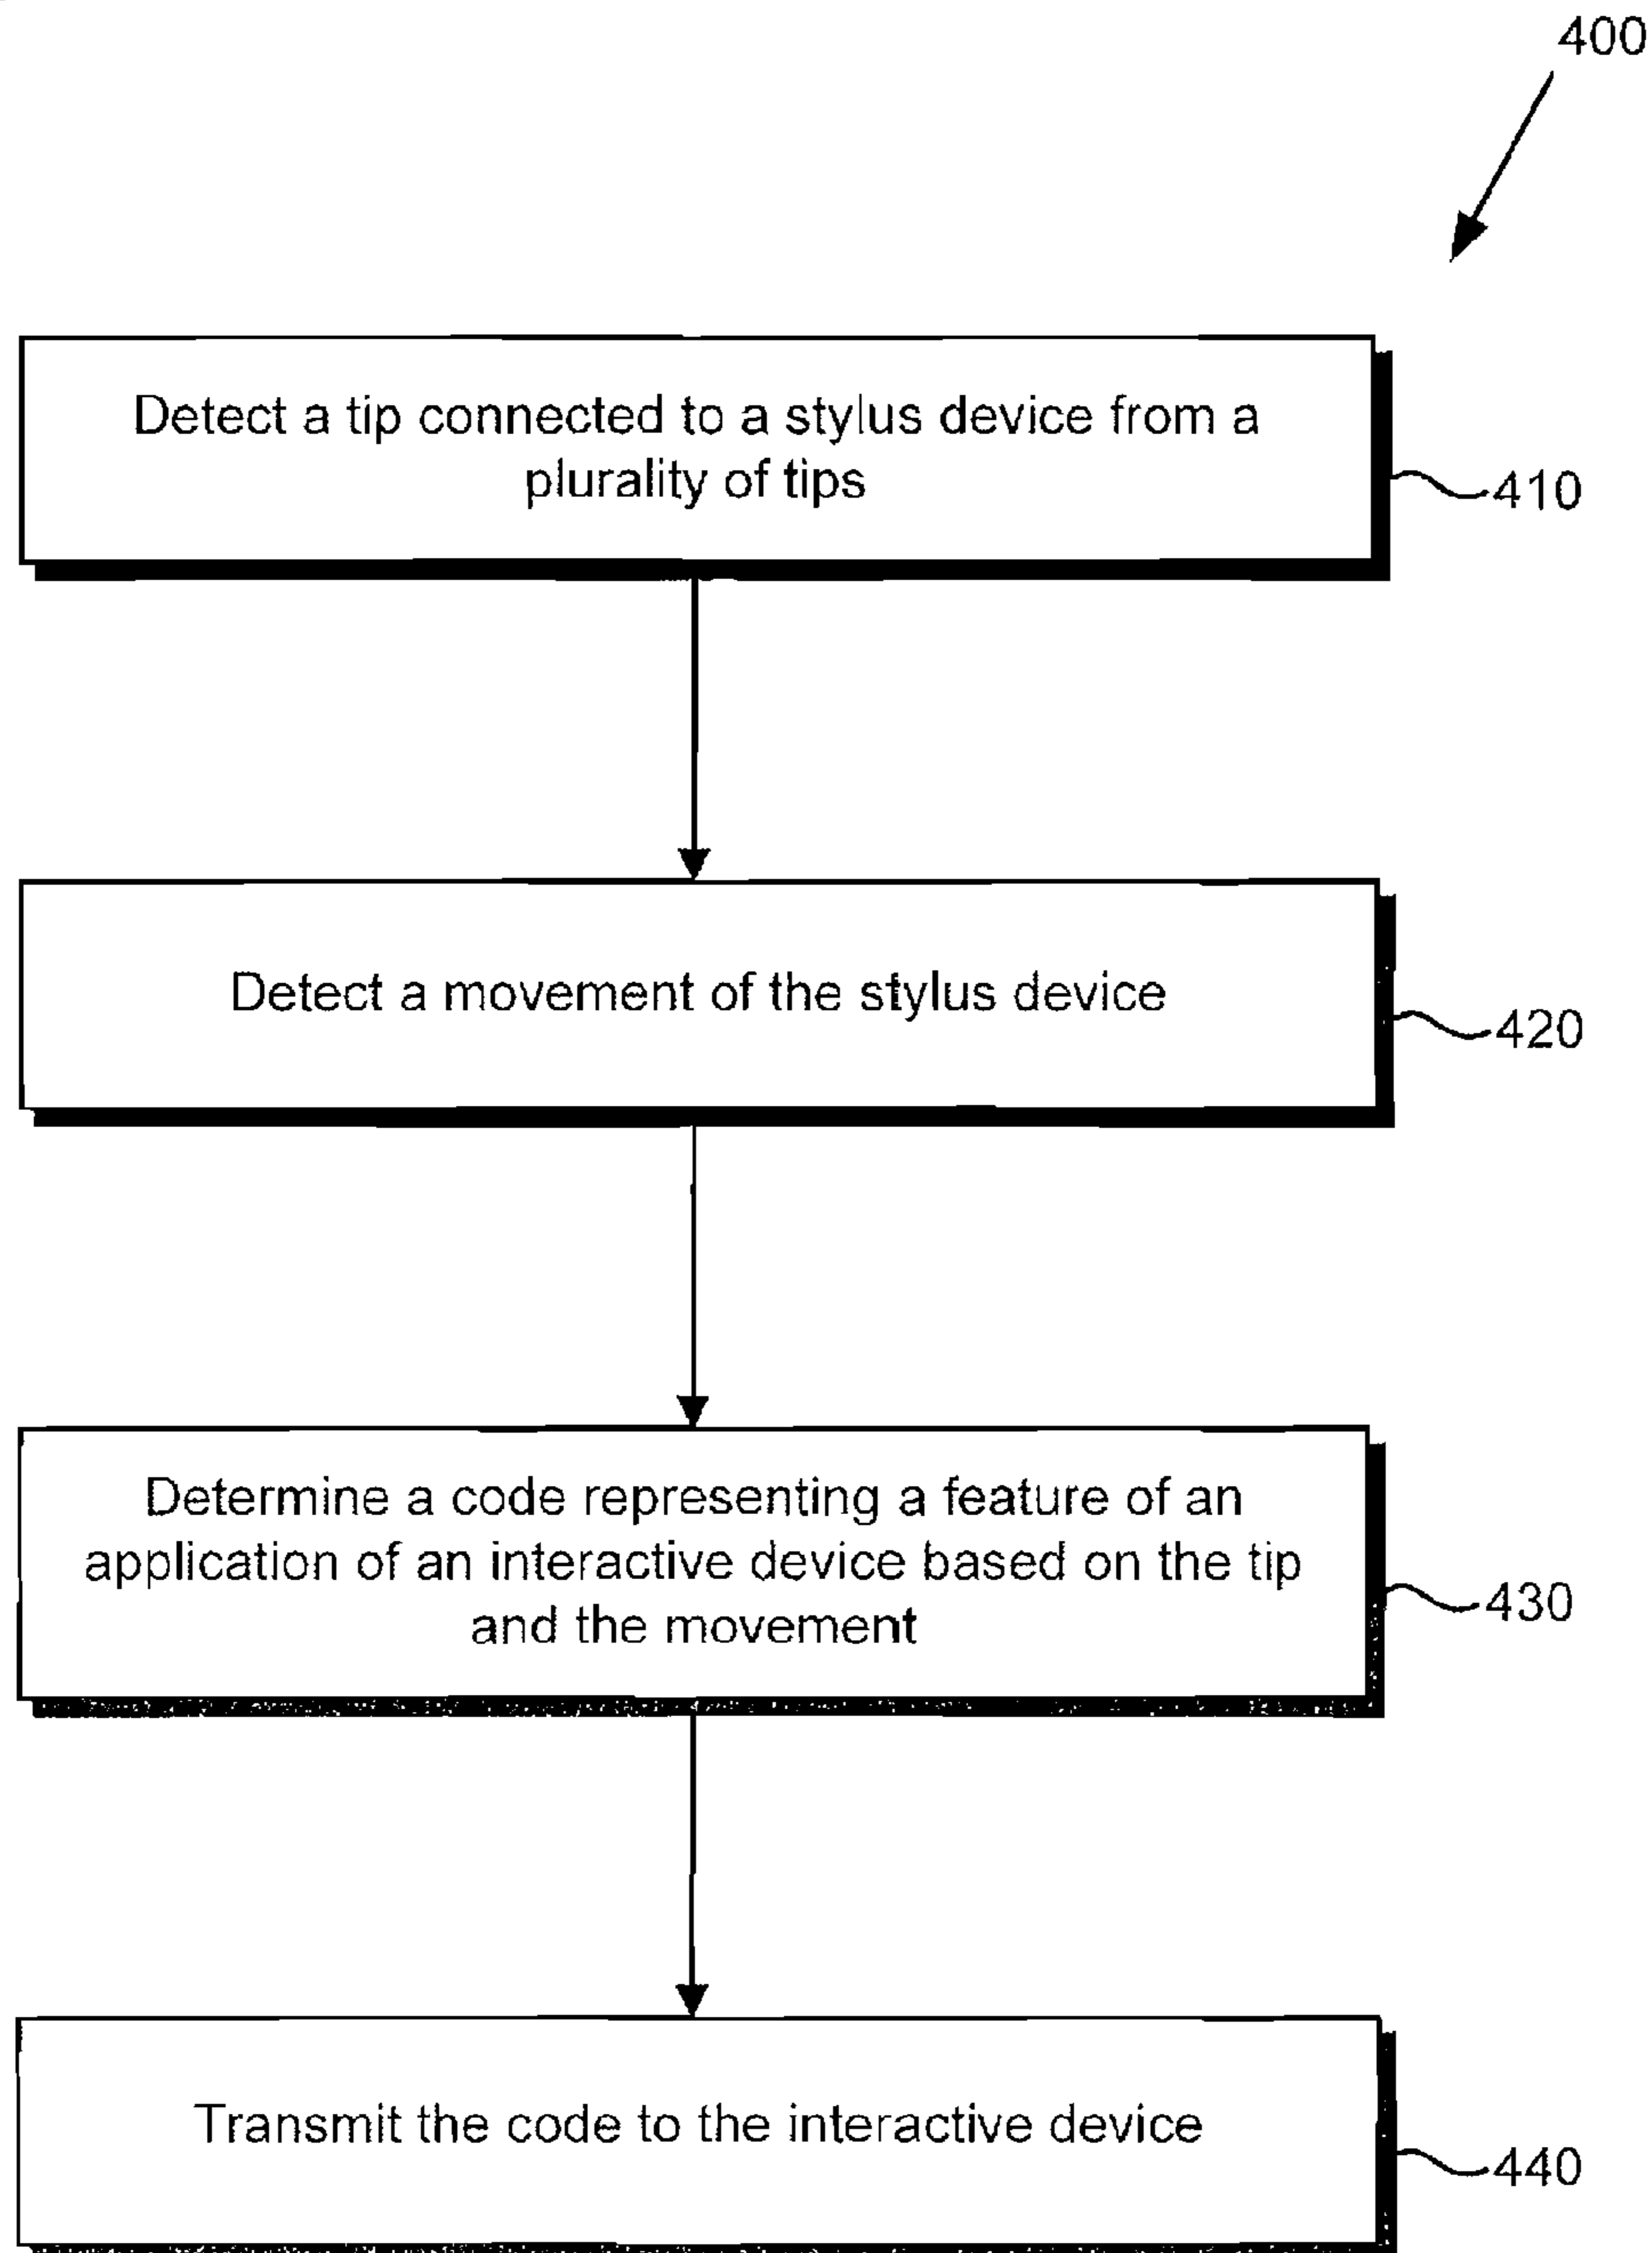 400
Detect a tip connected to a stylus device from a
plurality of tips
410
Detect a movement of the stylus device
420
Determine a code representing a feature of an
application of an interactive device based on the tip
and the movement
430
Transmit the code to the interactive device
440